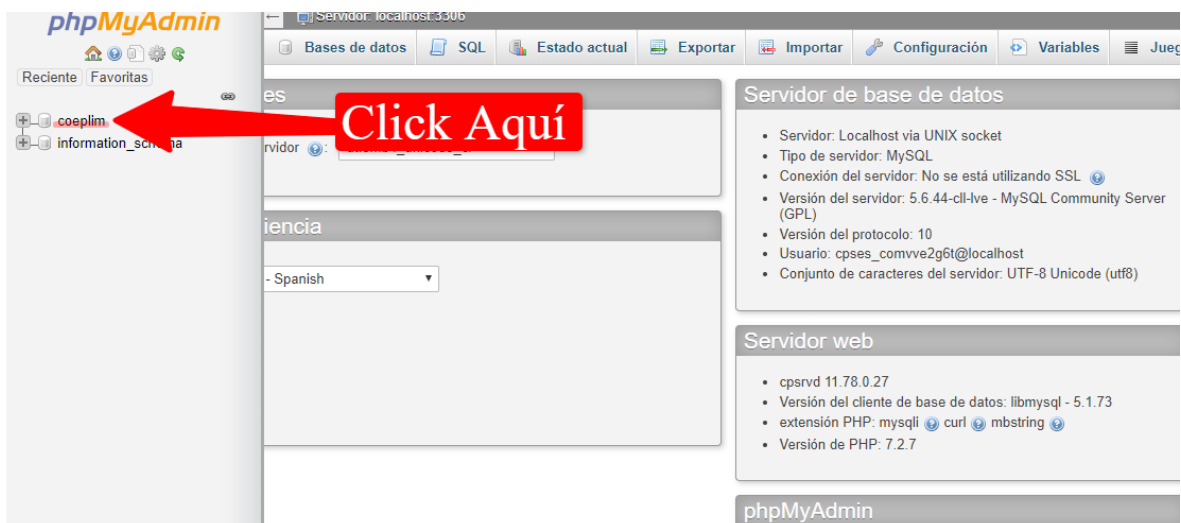 phpMyAdmin
Reciente Favoritas
coeplim
information_schema
Servidor: localhost:3306
Bases de datos SQL Estado actual Exportar Importar Configuración Variables Jueg
es
Click Aquí
rvidor :
iencia
- Spanish
Servidor de base de datos
Servidor: Localhost via UNIX socket
Tipo de servidor: MySQL
Conexión del servidor: No se está utilizando SSL
Versión del servidor: 5.6.44-cll-lve - MySQL Community Server
(GPL)
Versión del protocolo: 10
Usuario: cpses_comvve2g6t@localhost
Conjunto de caracteres del servidor: UTF-8 Unicode (utf8)
Servidor web
cpsrvd 11.78.0.27
Versión del cliente de base de datos: libmysql - 5.1.73
extensión PHP: mysqli curl mbstring
Versión de PHP: 7.2.7
phpMyAdmin